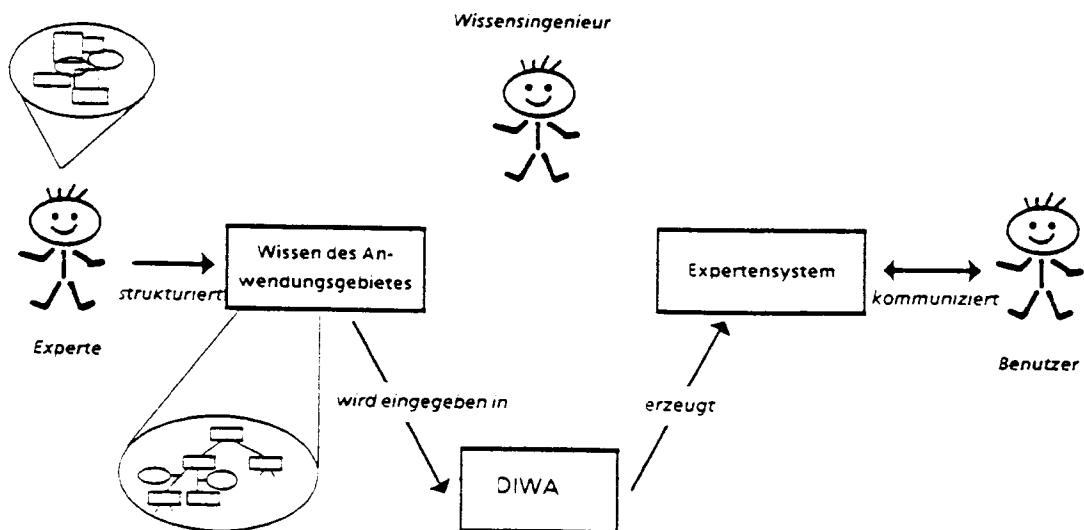 Wissensingenieur
Wissen des An-
wendungsgebietes
Expertensystem
strukturiert
kommuniziert
Experte
Benutzer
wird eingegeben in
erzeugt
DIWA